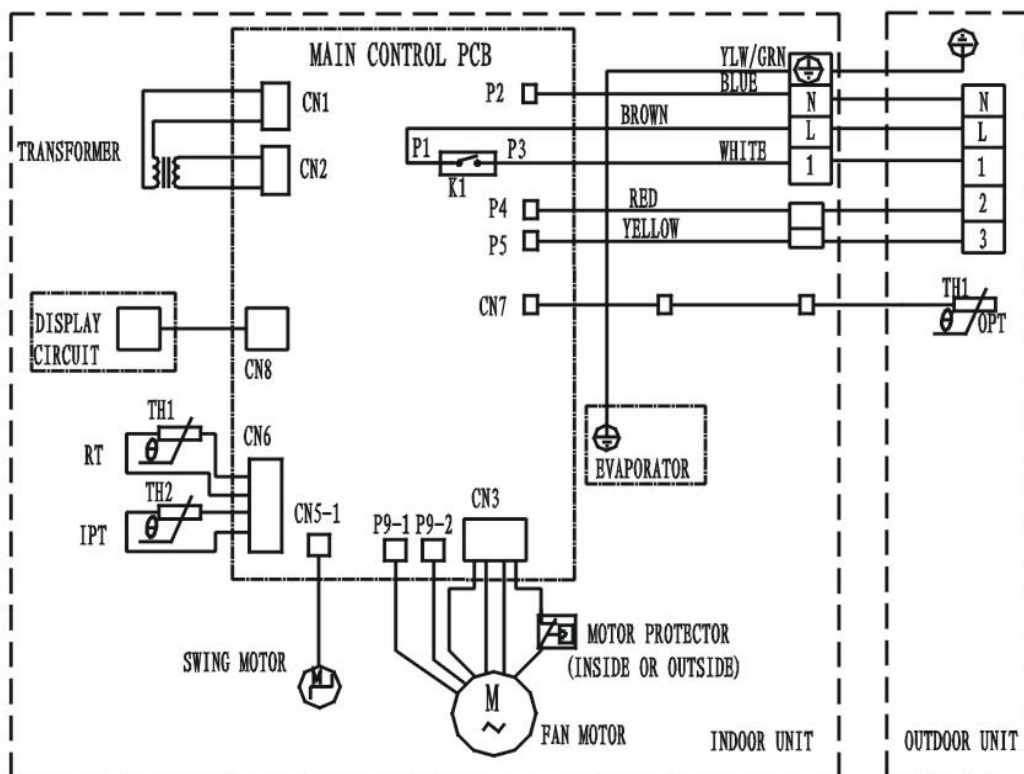 MAIN CONTROL PCB
YLW/GRN
BLUE
BROWN
WHITE
RED
YELLOW
P2
P1
P3
K1
P4
P5
CN7
N
L
1
N
L
1
2
3
TH1
OPT
CN1
CN2
TRANSFORMER
DISPLAY
CIRCUIT
CN8
TH1
θ
RT
CN6
TH2
θ
IPT
CN5-1
P9-1
P9-2
CN3
θ
EVAPORATOR
SWING MOTOR
M
MOTOR PROTECTOR
(INSIDE OR OUTSIDE)
M
FAN MOTOR
INDOOR UNIT
OUTDOOR UNIT